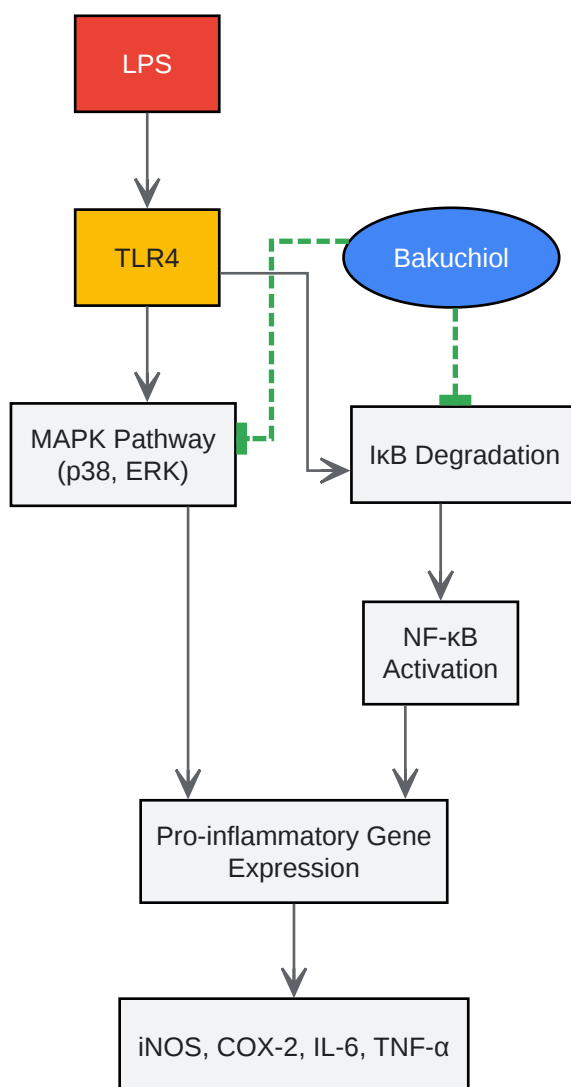 LPS
TLR4
Bakuchiol
MAPK Pathway
(p38, ERK)
IκB Degradation
NF-κB
Activation
Pro-inflammatory Gene
Expression
iNOS, COX-2, IL-6, TNF-α